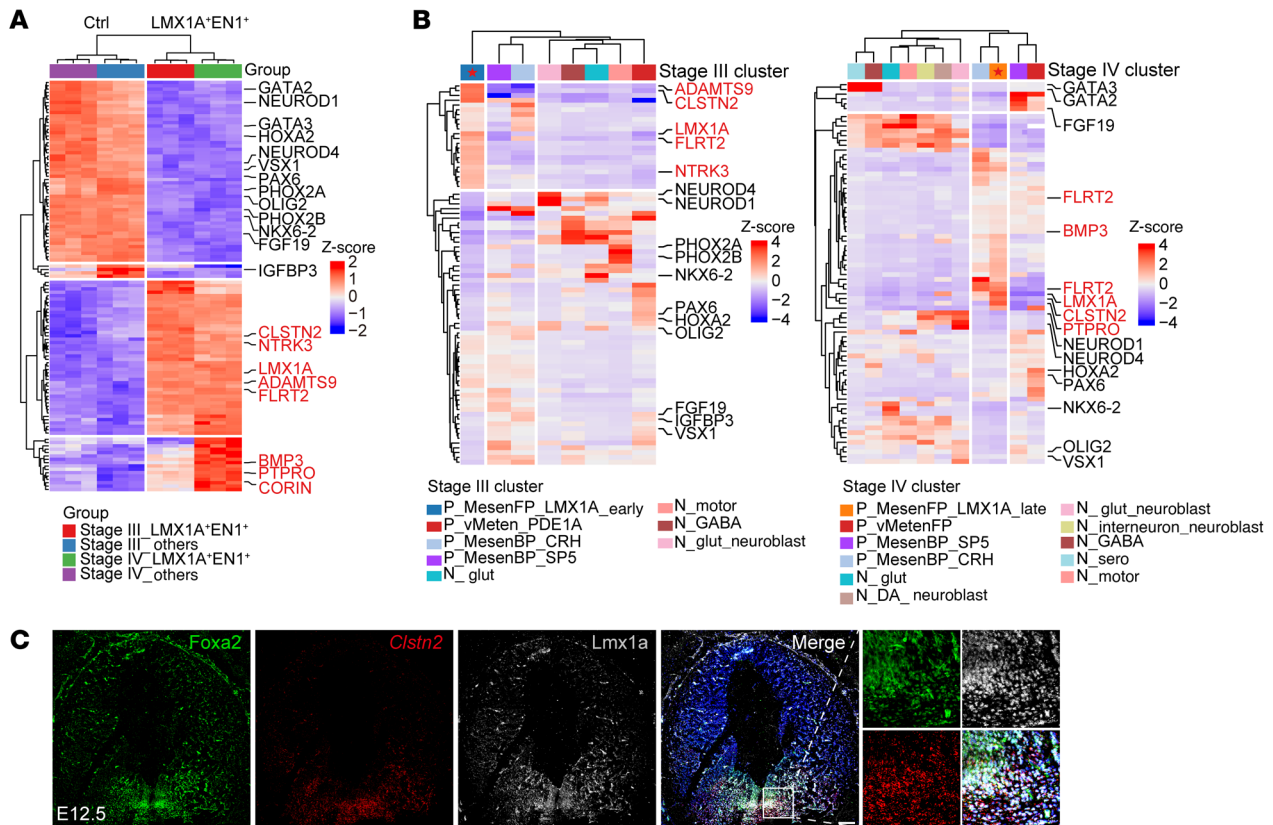 A
Ctrl
LMX1A⁺EN1⁺
Group
GATA2
NEUROD1
GATA3
HOXA2
NEUROD4
VSX1
PAX6
PHOX2A
OLIG2
PHOX2B
NKX6-2
FGF19
IGFBP3
CLSTN2
NTRK3
LMX1A
ADAMTS9
FLRT2
BMP3
PTPRO
CORIN
Z-score
2
1
0
−1
−2
Group
Stage III_LMX1A⁺EN1⁺
Stage III_others
Stage IV_LMX1A⁺EN1⁺
Stage IV_others
B
Stage III cluster
ADAMTS9
CLSTN2
LMX1A
FLRT2
NTRK3
NEUROD4
NEUROD1
PHOX2A
PHOX2B
NKX6-2
PAX6
HOXA2
OLIG2
FGF19
IGFBP3
VSX1
Z-score
4
2
0
−2
−4
Stage III cluster
P_MesenFP_LMX1A_early
P_vMeten_PDE1A
P_MesenBP_CRH
P_MesenBP_SP5
N_ glut
N_motor
N_GABA
N_glut_neuroblast
Stage IV cluster
GATA3
GATA2
FGF19
FLRT2
BMP3
FLRT2
LMX1A
CLSTN2
PTPRO
NEUROD1
NEUROD4
HOXA2
PAX6
NKX6-2
OLIG2
VSX1
Z-score
4
2
0
−2
−4
Stage IV cluster
P_MesenFP_LMX1A_late
P_vMetenFP
P_MesenBP_SP5
P_MesenBP_CRH
N_ glut
N_DA_ neuroblast
N_glut_neuroblast
N_interneuron_neuroblast
N_GABA
N_sero
N_motor
C
Foxa2
Clstn2
Lmx1a
Merge
E12.5